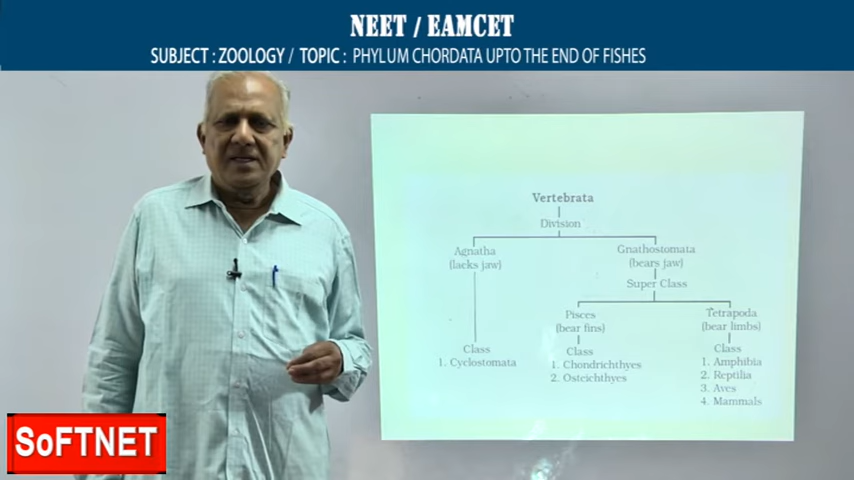 NEET / EAMCET
SUBJECT : ZOOLOGY / TOPIC : PHYLUM CHORDATA UPTO THE END OF FISHES
Vertebrata
Division
Agnatha
(lacks jaw)
Gnathostomata
(bears jaw)
Super Class
Pisces
(bear fins)
Tetrapoda
(bear limbs)
Class
1. Cyclostomata
Class
1. Chondrichthyes
2. Osteichthyes
Class
1. Amphibia
2. Reptilia
3. Aves
4. Mammals
SoFTNET